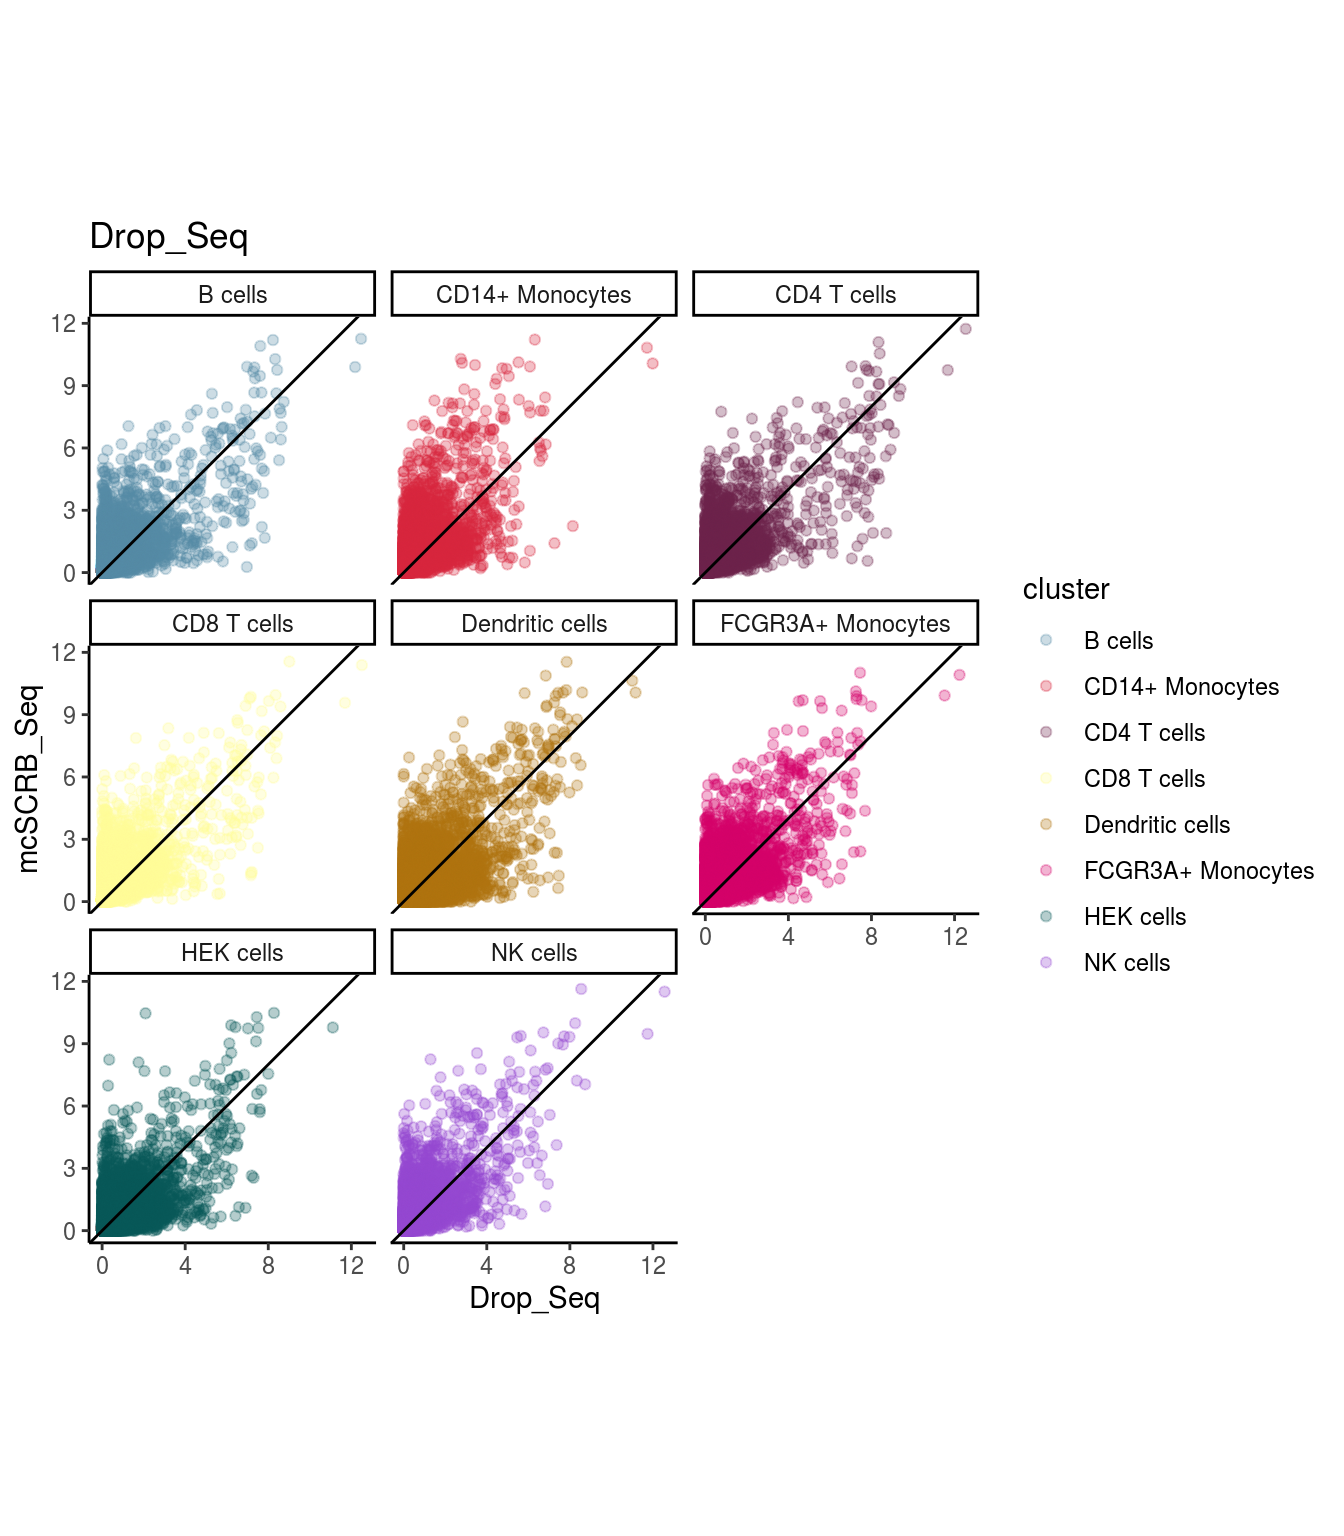 Drop_Seq
B cells
CD14+ Monocytes
CD4 T cells
12
9
6
3
0
CD8 T cells
Dendritic cells
FCGR3A+ Monocytes
12
9
6
3
0
0 4 8 12
HEK cells
NK cells
12
9
6
3
0
0 4 8 12
0 4 8 12
Drop_Seq
mcSCRB_Seq
cluster
B cells
CD14+ Monocytes
CD4 T cells
CD8 T cells
Dendritic cells
FCGR3A+ Monocytes
HEK cells
NK cells